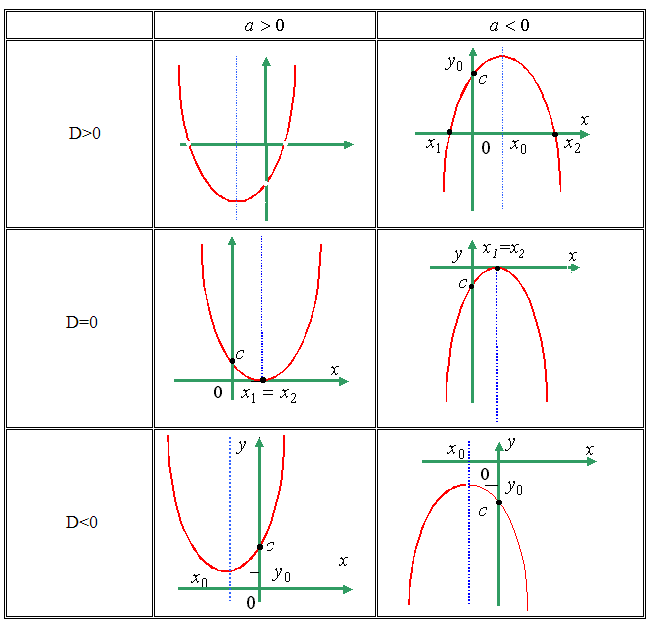 a > 0
a < 0
D>0
y₀
c
x
x₁
0
x₀
x₂
D=0
c
x
0
x₁ = x₂
y
x₁=x₂
x
c
D<0
y
c
x
x₀
y₀
0
y
x₀
x
0
y₀
c